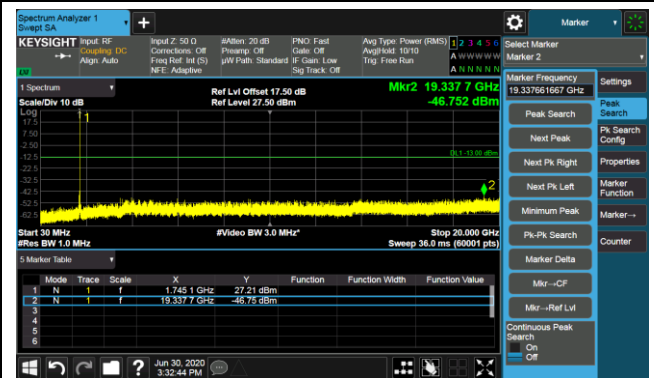 Spectrum Analyzer 1
Swept SA
Marker
KEYSIGHT
Input: RF
Coupling: DC
Align: Auto
Input Z: 50 Ω
Corrections: Off
Freq Ref: Int (S)
NFE: Adaptive
#Atten: 20 dB
Preamp: Off
µW Path: Standard
PNO: Fast
Gate: Off
IF Gain: Low
Sig Track: Off
Avg Type: Power (RMS)
Avg|Hold: 10/10
Trig: Free Run
1 2 3 4 5 6
A W W W W W
A N N N N N
Select Marker
Marker 2
1 Spectrum
Scale/Div 10 dB
Log
Ref Lvl Offset 17.50 dB
Ref Level 27.50 dBm
Mkr2 19.337 7 GHz
-46.752 dBm
17.5
7.50
-2.50
-12.5
-22.5
-32.5
-42.5
-52.5
-62.5
1
DL1 -13.00 dBm
2
Start 30 MHz
#Res BW 1.0 MHz
#Video BW 3.0 MHz*
Stop 20.000 GHz
Sweep 36.0 ms (60001 pts)
5 Marker Table
Mode Trace Scale X Y Function Function Width Function Value
1 N 1 f 1.745 1 GHz 27.21 dBm
2 N 1 f 19.337 7 GHz -46.75 dBm
3
4
5
6
Marker Frequency
19.337661667 GHz
Peak Search
Next Peak
Next Pk Right
Next Pk Left
Minimum Peak
Pk-Pk Search
Marker Delta
Mkr→CF
Mkr→Ref Lvl
Continuous Peak
Search
On
Off
Settings
Peak
Search
Pk Search
Config
Properties
Marker
Function
Marker→
Counter
?
Jun 30, 2020
3:32:44 PM